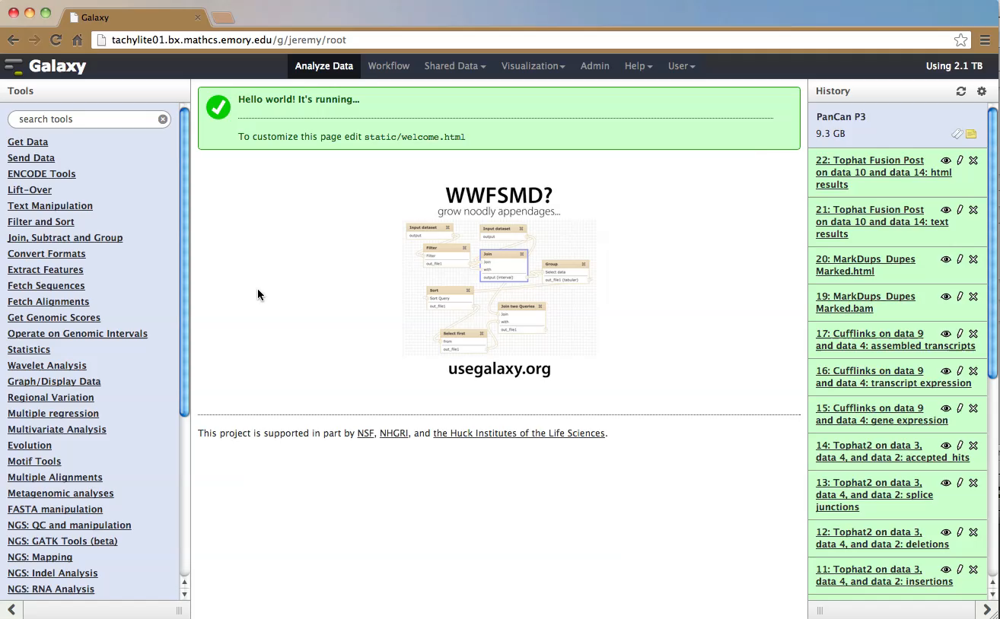 Galaxy
tachylite01.bx.mathcs.emory.edu/g/jeremy/root
Galaxy
Analyze Data
Workflow
Shared Data
Visualization
Admin
Help
User
Using 2.1 TB
Tools
search tools
Get Data
Send Data
ENCODE Tools
Lift-Over
Text Manipulation
Filter and Sort
Join, Subtract and Group
Convert Formats
Extract Features
Fetch Sequences
Fetch Alignments
Get Genomic Scores
Operate on Genomic Intervals
Statistics
Wavelet Analysis
Graph/Display Data
Regional Variation
Multiple regression
Multivariate Analysis
Evolution
Motif Tools
Multiple Alignments
Metagenomic analyses
FASTA manipulation
NGS: QC and manipulation
NGS: GATK Tools (beta)
NGS: Mapping
NGS: Indel Analysis
NGS: RNA Analysis
Hello world! It's running...
To customize this page edit static/welcome.html
WWFSMD?
grow noodly appendages...
Input dataset
output
Input dataset
output
Filter
Filter
out_file1
Join
Join
with
output (interval)
Group
Select data
out_file1 (tabular)
Sort
Sort Query
out_file1
Join two Queries
Join
with
out_file1
Select first
from
out_file1
usegalaxy.org
This project is supported in part by NSF, NHGRI, and the Huck Institutes of the Life Sciences.
History
PanCan P3
9.3 GB
22: Tophat Fusion Post
on data 10 and data 14: html
results
21: Tophat Fusion Post
on data 10 and data 14: text
results
20: MarkDups_Dupes
Marked.html
19: MarkDups_Dupes
Marked.bam
17: Cufflinks on data 9
and data 4: assembled transcripts
16: Cufflinks on data 9
and data 4: transcript expression
15: Cufflinks on data 9
and data 4: gene expression
14: Tophat2 on data 3,
data 4, and data 2: accepted_hits
13: Tophat2 on data 3,
data 4, and data 2: splice
junctions
12: Tophat2 on data 3,
data 4, and data 2: deletions
11: Tophat2 on data 3,
data 4, and data 2: insertions